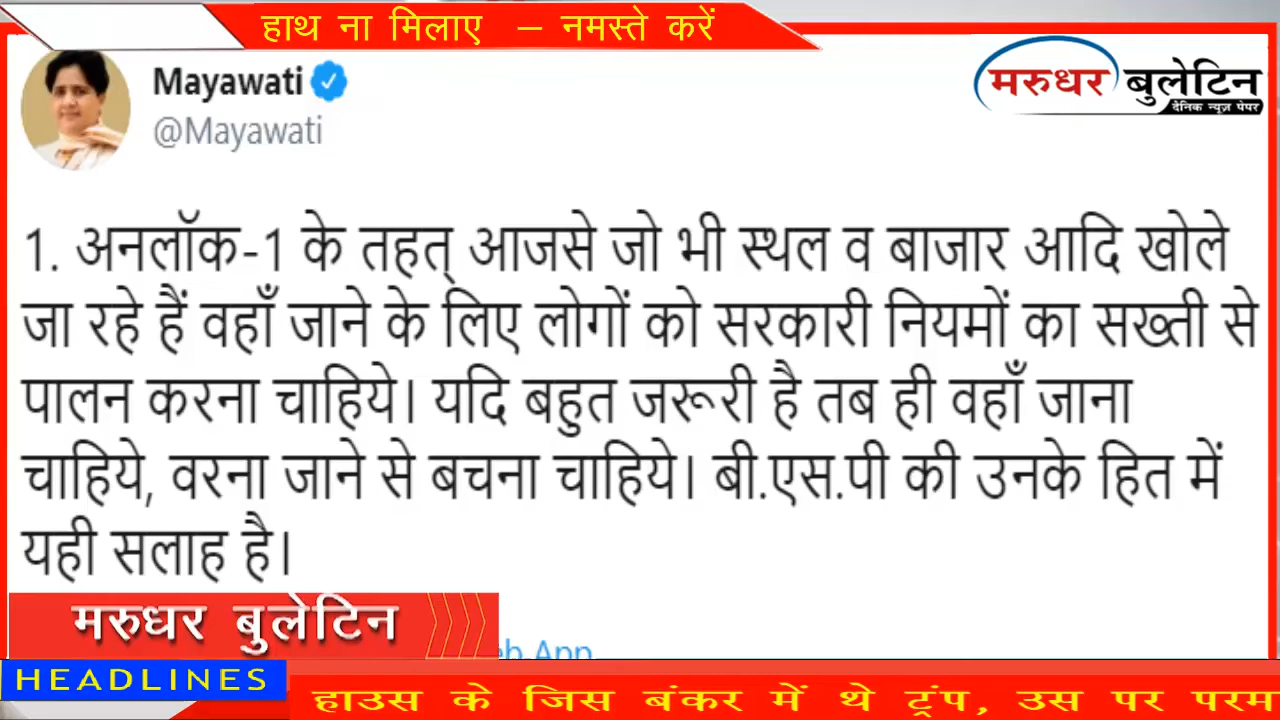 हाथ ना मिलाए – नमस्ते करें
Mayawati
@Mayawati
मरुधर बुलेटिन
दैनिक न्यूज़ पेपर
1. अनलॉक-1 के तहत् आजसे जो भी स्थल व बाजार आदि खोले
जा रहे हैं वहाँ जाने के लिए लोगों को सरकारी नियमों का सख्ती से
पालन करना चाहिये। यदि बहुत जरूरी है तब ही वहाँ जाना
चाहिये, वरना जाने से बचना चाहिये। बी.एस.पी की उनके हित में
यही सलाह है।
मरुधर बुलेटिन
App
HEADLINES
हाउस के जिस बंकर में थे ट्रंप, उस पर परम